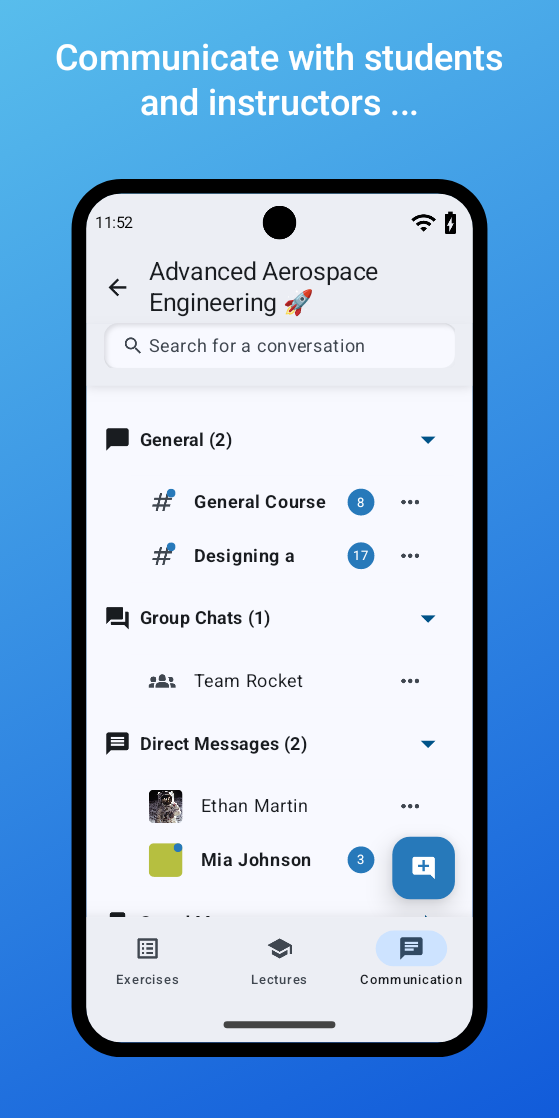 Communicate with students
and instructors ...
11:52
Advanced Aerospace
Engineering 🚀
Search for a conversation
General (2)
# General Course 8
# Designing a 17
Group Chats (1)
Team Rocket
Direct Messages (2)
Ethan Martin
Mia Johnson 3
Exercises Lectures Communication